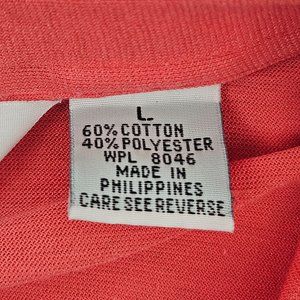 L
60% COTTON
40% POLYESTER
WPL 8046
MADE IN
PHILIPPINES
CARE SEE REVERSE